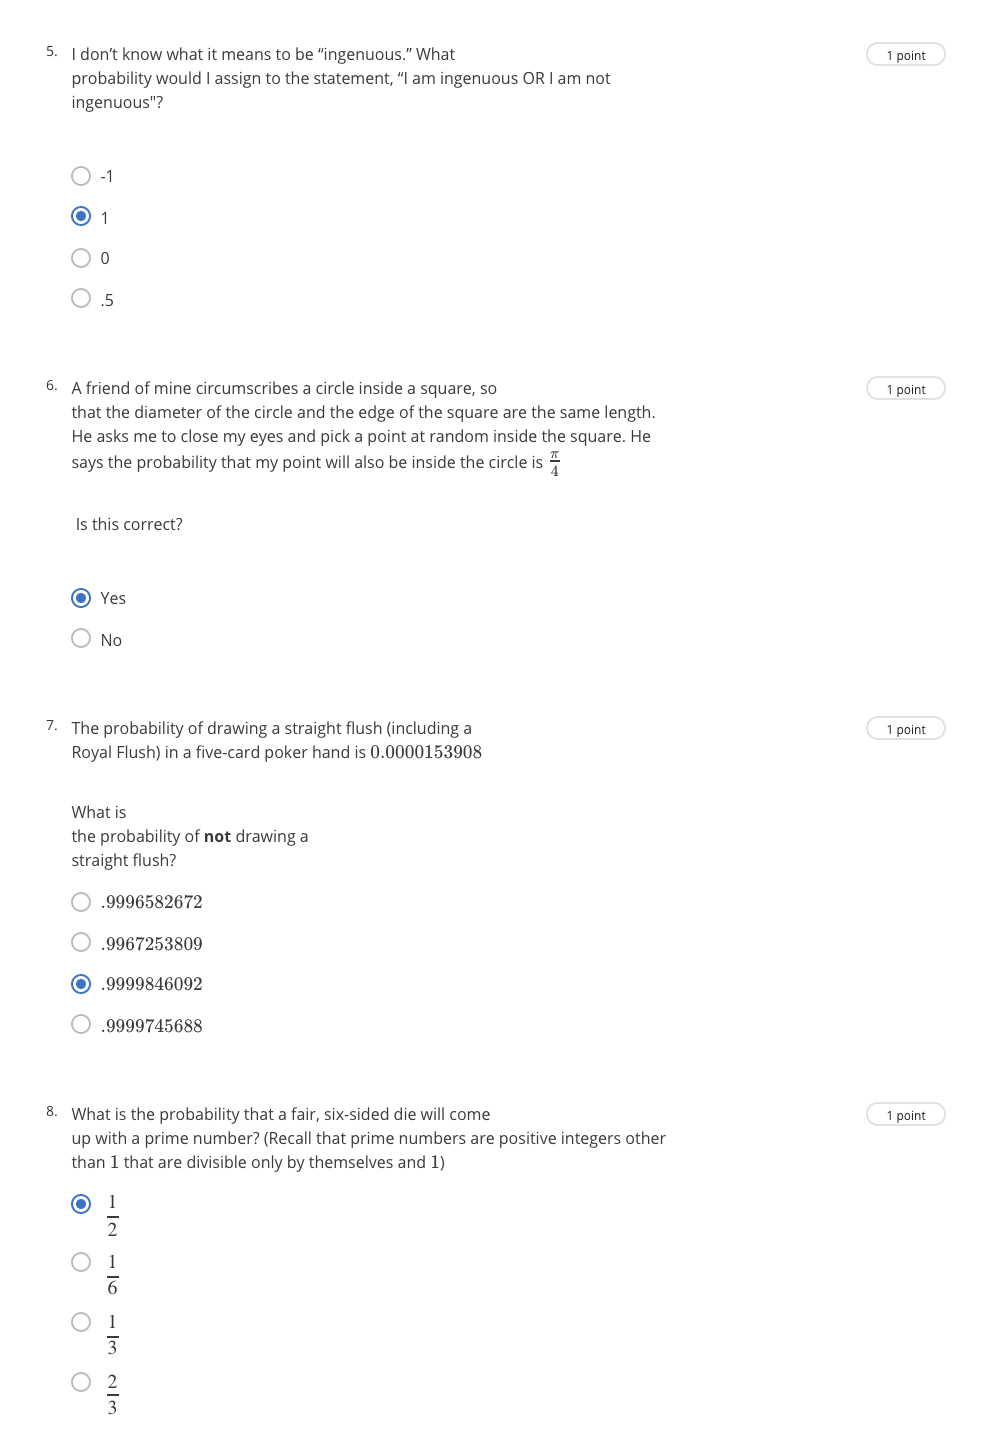 5. I don’t know what it means to be “ingenuous.” What
1 point
probability would I assign to the statement, “I am ingenuous OR I am not
ingenuous"?
-1
1
0
.5
6. A friend of mine circumscribes a circle inside a square, so
1 point
that the diameter of the circle and the edge of the square are the same length.
He asks me to close my eyes and pick a point at random inside the square. He
says the probability that my point will also be inside the circle is π/4
Is this correct?
Yes
No
7. The probability of drawing a straight flush (including a
1 point
Royal Flush) in a five-card poker hand is 0.0000153908
What is
the probability of not drawing a
straight flush?
.9996582672
.9967253809
.9999846092
.9999745688
8. What is the probability that a fair, six-sided die will come
1 point
up with a prime number? (Recall that prime numbers are positive integers other
than 1 that are divisible only by themselves and 1)
1/2
1/6
1/3
2/3